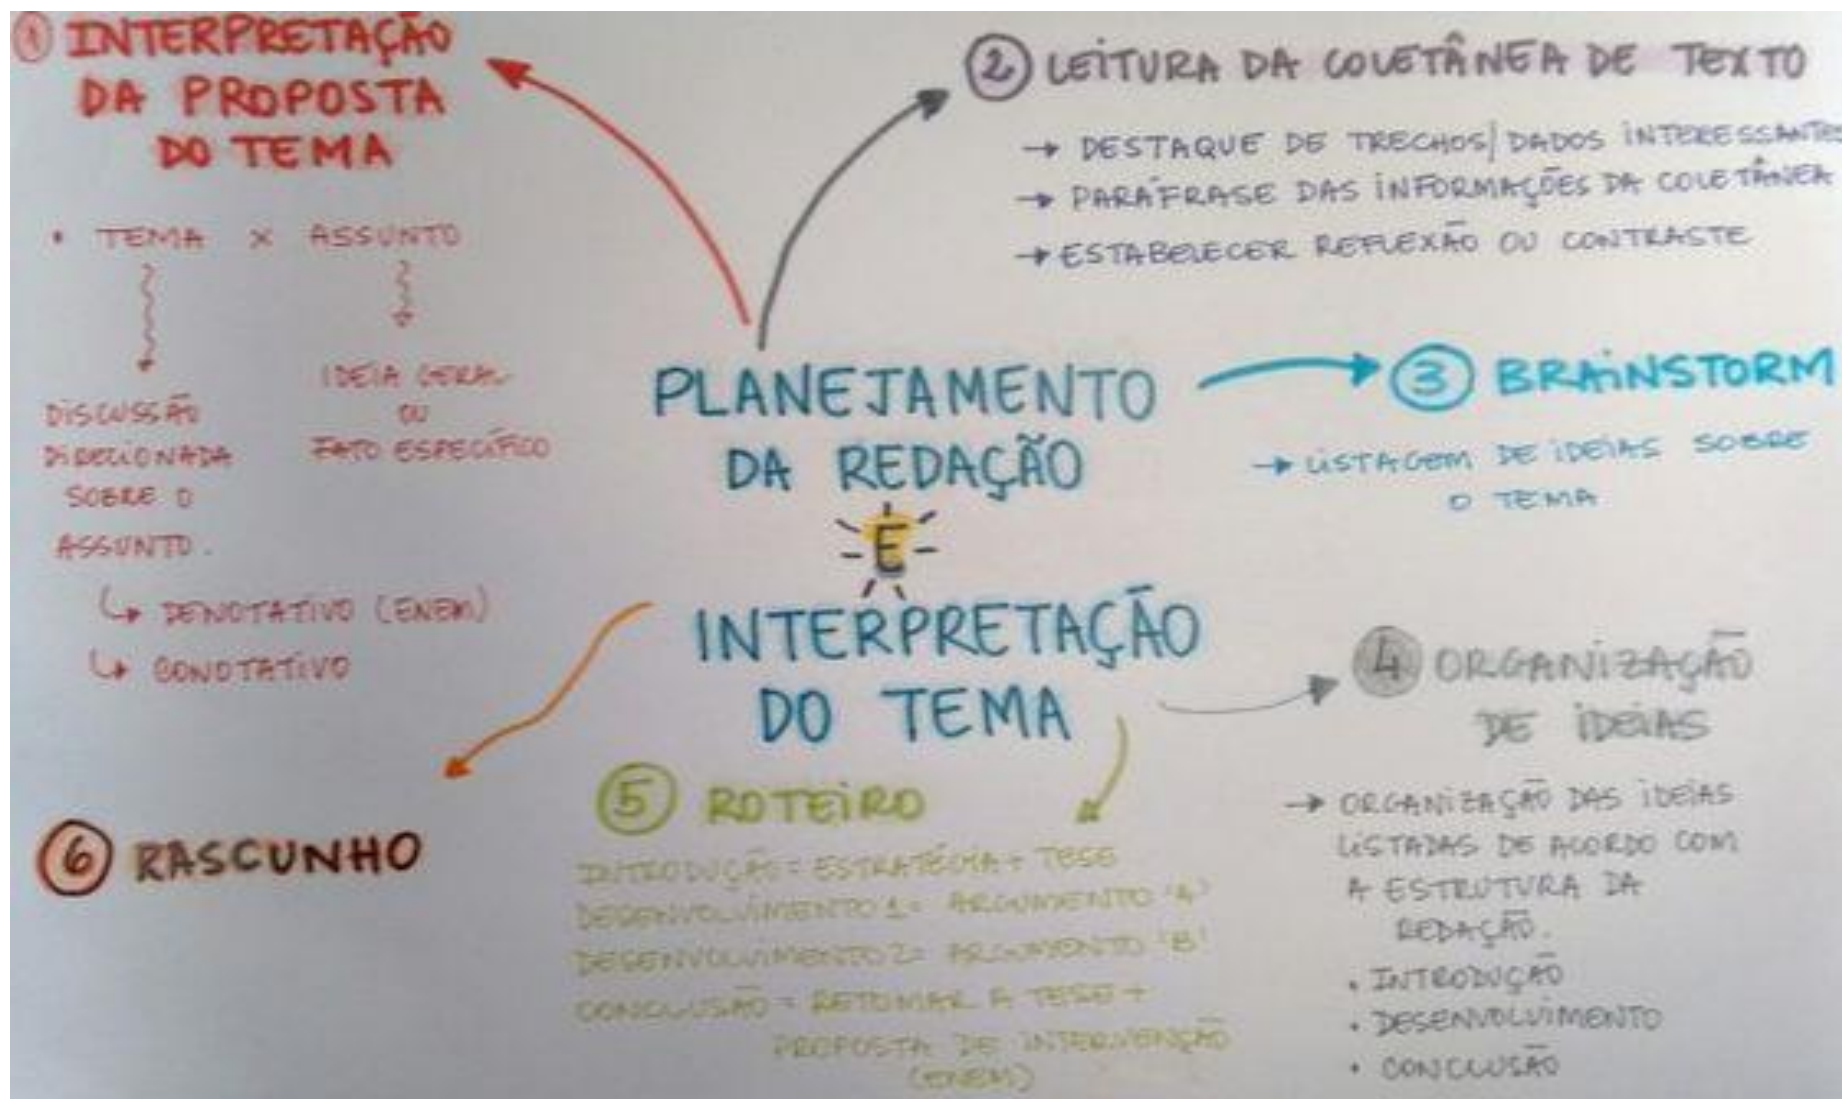 PLANEJAMENTO
DA REDAÇÃO
E
INTERPRETAÇÃO
DO TEMA
1 INTERPRETAÇÃO
DA PROPOSTA
DO TEMA
• TEMA X ASSUNTO
DISCUSSÃO
DIRECIONADA
SOBRE O
ASSUNTO.
IDEIA GERAL
OU
FATO ESPECÍFICO
↳ DENOTATIVO (ENEM)
↳ CONOTATIVO
2 LEITURA DA COLETÂNEA DE TEXTO
→ DESTAQUE DE TRECHOS/DADOS INTERESSANTES
→ PARÁFRASE DAS INFORMAÇÕES DA COLETÂNEA
→ ESTABELECER REFLEXÃO OU CONTRASTE
3 BRAINSTORM
→ LISTAGEM DE IDEIAS SOBRE
O TEMA
4 ORGANIZAÇÃO
DE IDEIAS
→ ORGANIZAÇÃO DAS IDEIAS
LISTADAS DE ACORDO COM
A ESTRUTURA DA
REDAÇÃO.
• INTRODUÇÃO
• DESENVOLVIMENTO
• CONCLUSÃO
5 ROTEIRO
INTRODUÇÃO = ESTRATÉGIA + TESE
DESENVOLVIMENTO 1 = ARGUMENTO 'A'
DESENVOLVIMENTO 2 = ARGUMENTO 'B'
CONCLUSÃO = RETOMAR A TESE +
PROPOSTA DE INTERVENÇÃO
(ENEM)
6 RASCUNHO